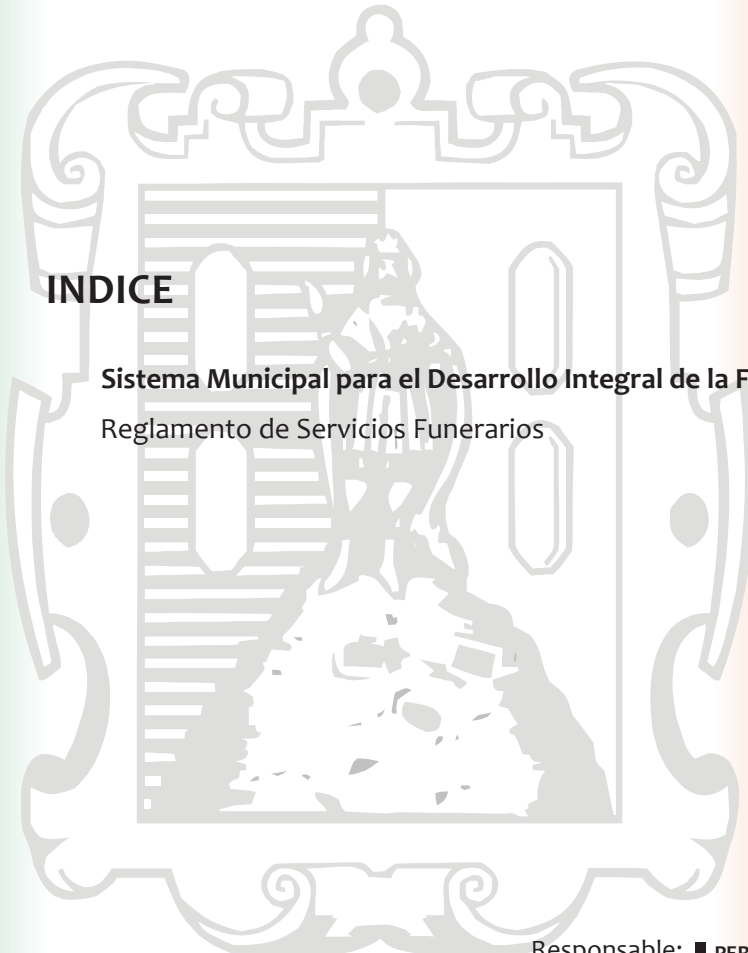 INDICE
Sistema Municipal para el Desarrollo Integral de la F
Reglamento de Servicios Funerarios
Responsable: